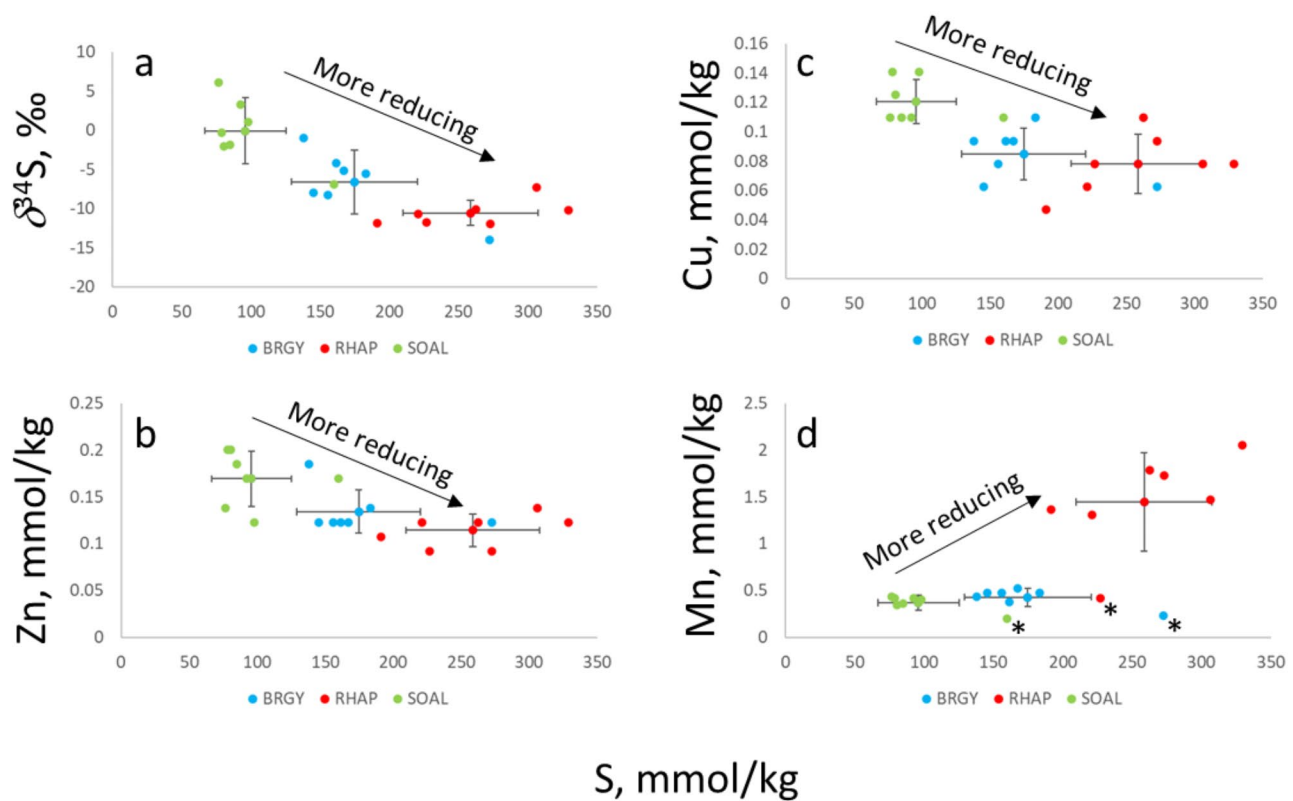 a
δ34S, ‰
More reducing
10
5
0
-5
-10
-15
-20
0 50 100 150 200 250 300 350
BRGY RHAP SOAL
c
Cu, mmol/kg
More reducing
0.16
0.14
0.12
0.1
0.08
0.06
0.04
0.02
0
0 50 100 150 200 250 300 350
BRGY RHAP SOAL
b
Zn, mmol/kg
More reducing
0.25
0.2
0.15
0.1
0.05
0
0 50 100 150 200 250 300 350
BRGY RHAP SOAL
d
Mn, mmol/kg
More reducing
2.5
2
1.5
1
0.5
0
* * *
0 50 100 150 200 250 300 350
BRGY RHAP SOAL
S, mmol/kg